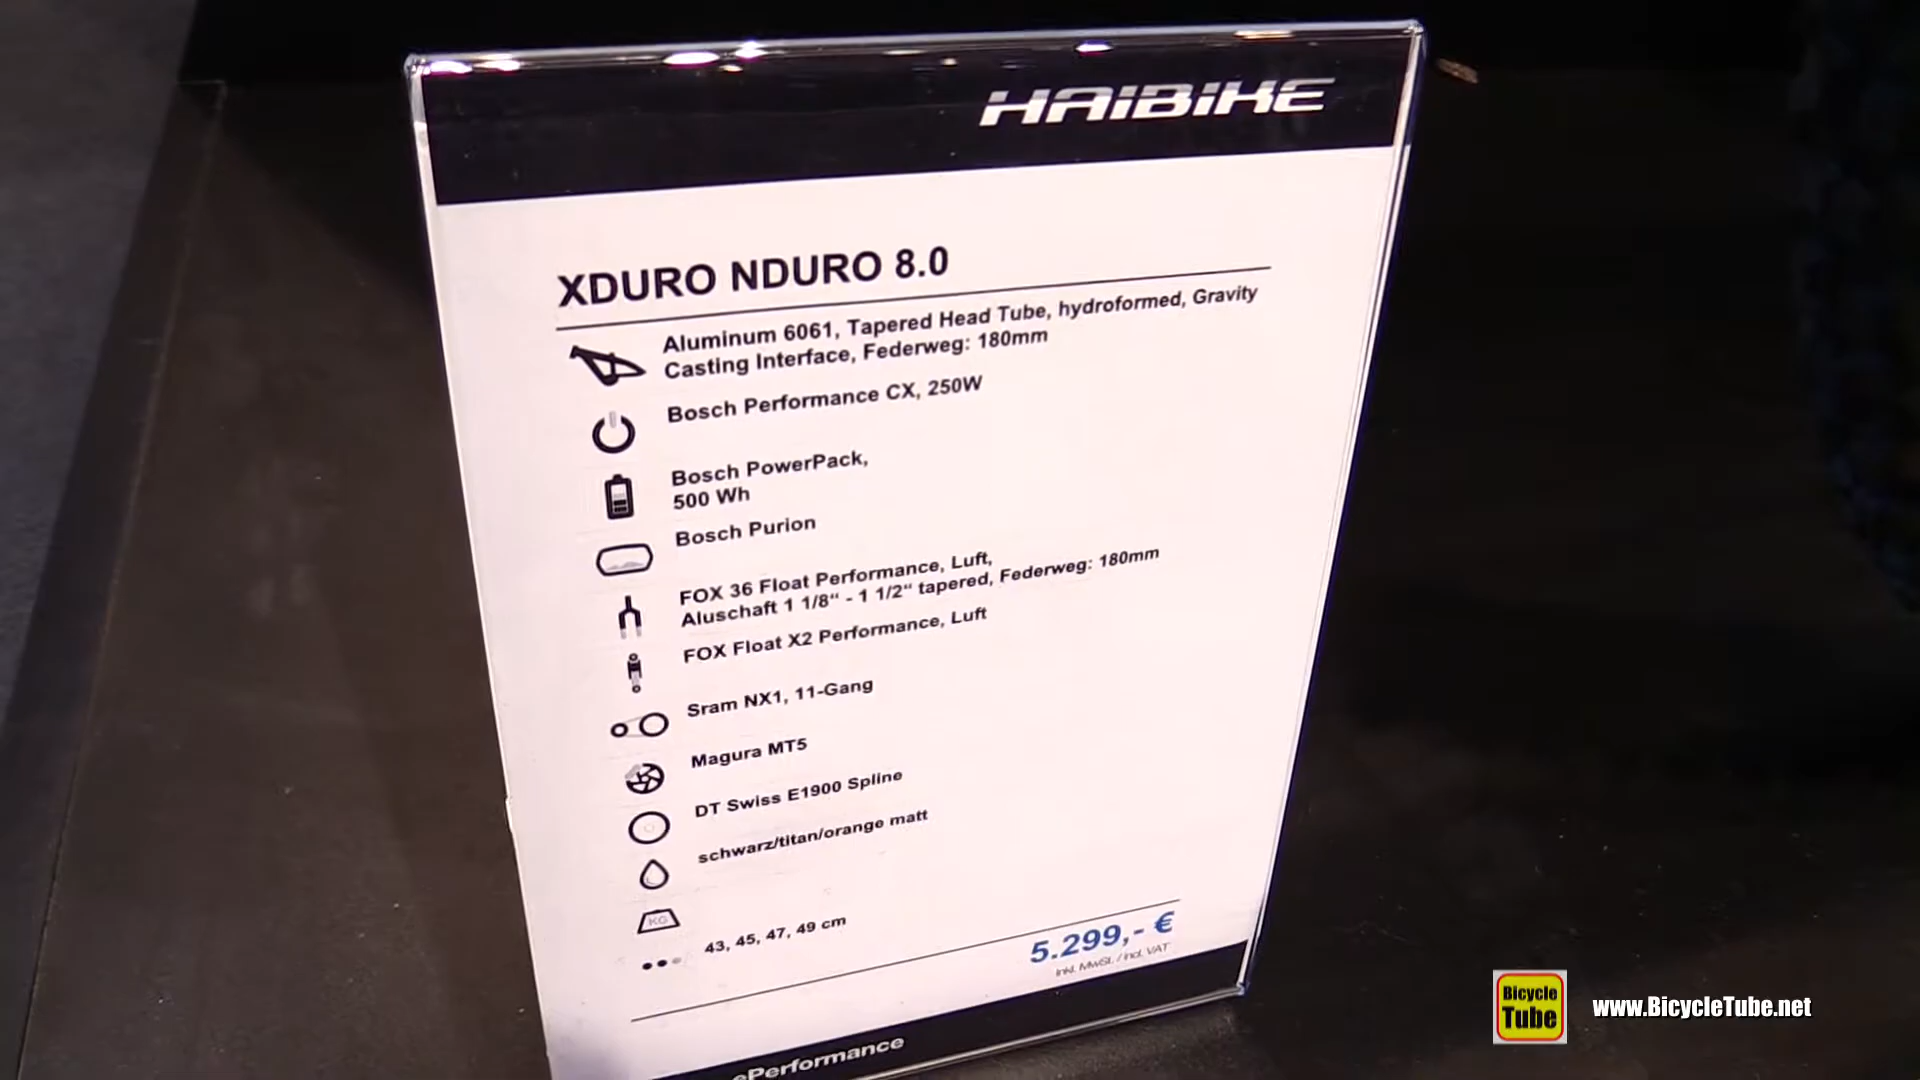 HAIBIKE
XDURO NDURO 8.0
Aluminum 6061, Tapered Head Tube, hydroformed, Gravity
Casting Interface, Federweg: 180mm
Bosch Performance CX, 250W
Bosch PowerPack,
500 Wh
Bosch Purion
FOX 36 Float Performance, Luft,
Aluschaft 1 1/8“ - 1 1/2“ tapered, Federweg: 180mm
FOX Float X2 Performance, Luft
Sram NX1, 11-Gang
Magura MT5
DT Swiss E1900 Spline
schwarz/titan/orange matt
KG
43, 45, 47, 49 cm
5.299,- €
Inkl. MwSt. / incl. VAT
ePerformance
Bicycle
Tube
www.BicycleTube.net